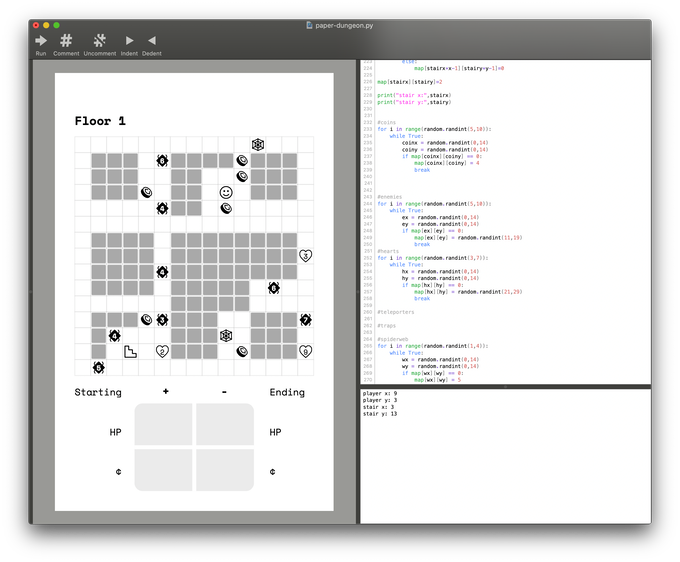 paper-dungeon.py
Run Comment Uncomment Indent Dedent
Floor 1
3
2
9
Starting + - Ending
HP HP
¢ ¢
else:
map[stairx-x-1][stairy+y-1]=0
map[stairx][stairy]=2
print("stair x:",stairx)
print("stair y:",stairy)
#coins
for i in range(random.randint(5,10)):
while True:
coinx = random.randint(0,14)
coiny = random.randint(0,14)
if map[coinx][coiny] == 0:
map[coinx][coiny] = 4
break
#enemies
for i in range(random.randint(5,10)):
while True:
ex = random.randint(0,14)
ey = random.randint(0,14)
if map[ex][ey] == 0:
map[ex][ey] = random.randint(11,19)
break
#hearts
for i in range(random.randint(3,7)):
while True:
hx = random.randint(0,14)
hy = random.randint(0,14)
if map[hx][hy] == 0:
map[hx][hy] = random.randint(21,29)
break
#teleporters
#traps
#spiderweb
for i in range(random.randint(1,4)):
while True:
wx = random.randint(0,14)
wy = random.randint(0,14)
if map[wx][wy] == 0:
map[wx][wy] = 5
player x: 9
player y: 3
stair x: 3
stair y: 13